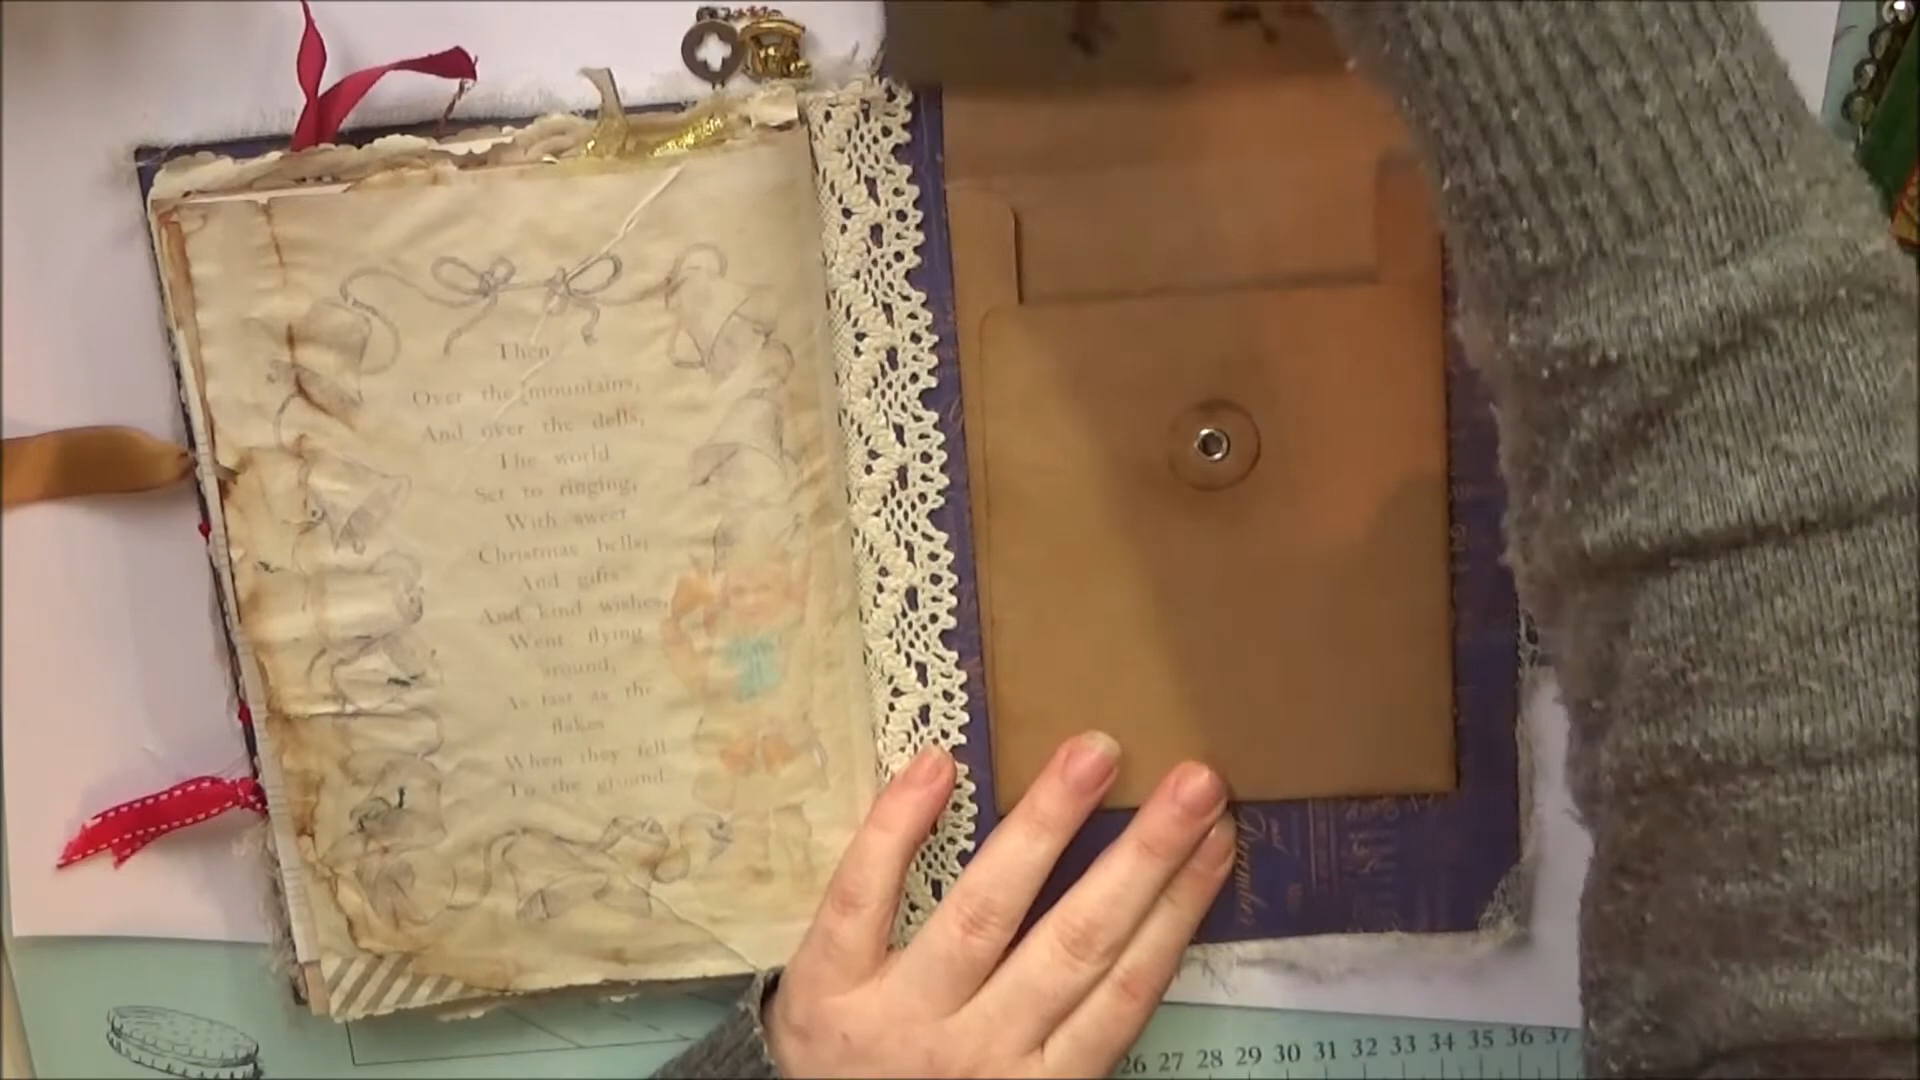 Then
Over the mountains,
And over the dells,
The world
Set to ringing,
With sweet
Christmas bells;
And gifts
And kind wishes,
Went flying
around,
As fast as the
flakes
When they fell
To the ground.
26 27 28 29 30 31 32 33 34 35 36 37